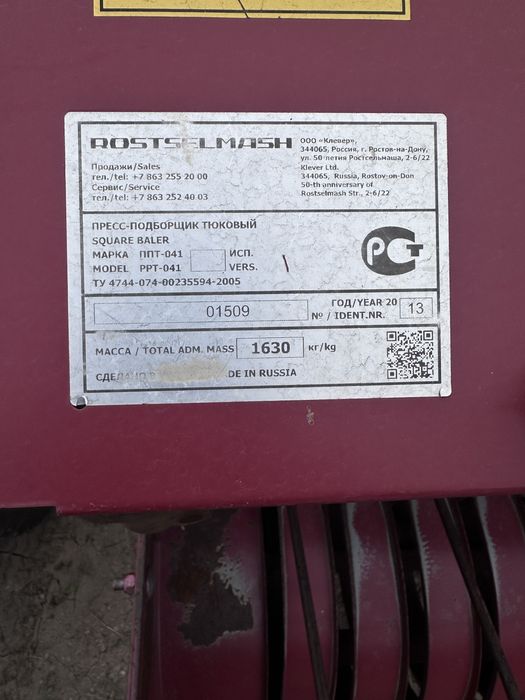 ROSTSELMASH
Продажи/Sales
тел./tel: +7 863 255 20 00
Сервис/Service
тел./tel: +7 863 252 40 03
ООО «Клевер»,
344065, Россия, г. Ростов-на-Дону,
ул. 50-летия Ростсельмаша, 2-6/22
Klever Ltd.
344065, Russia, Rostov-on-Don
50-th anniversary of
Rostselmash Str., 2-6/22
ПРЕСС-ПОДБОРЩИК ТЮКОВЫЙ
SQUARE BALER
МАРКА ППТ-041 ИСП.
MODEL PPT-041 VERS.
ТУ 4744-074-00235594-2005
РСТ
01509
ГОД/YEAR 20 13
№ / IDENT.NR.
МАССА / TOTAL ADM. MASS 1630 кг/kg
СДЕЛАНО В DE IN RUSSIA